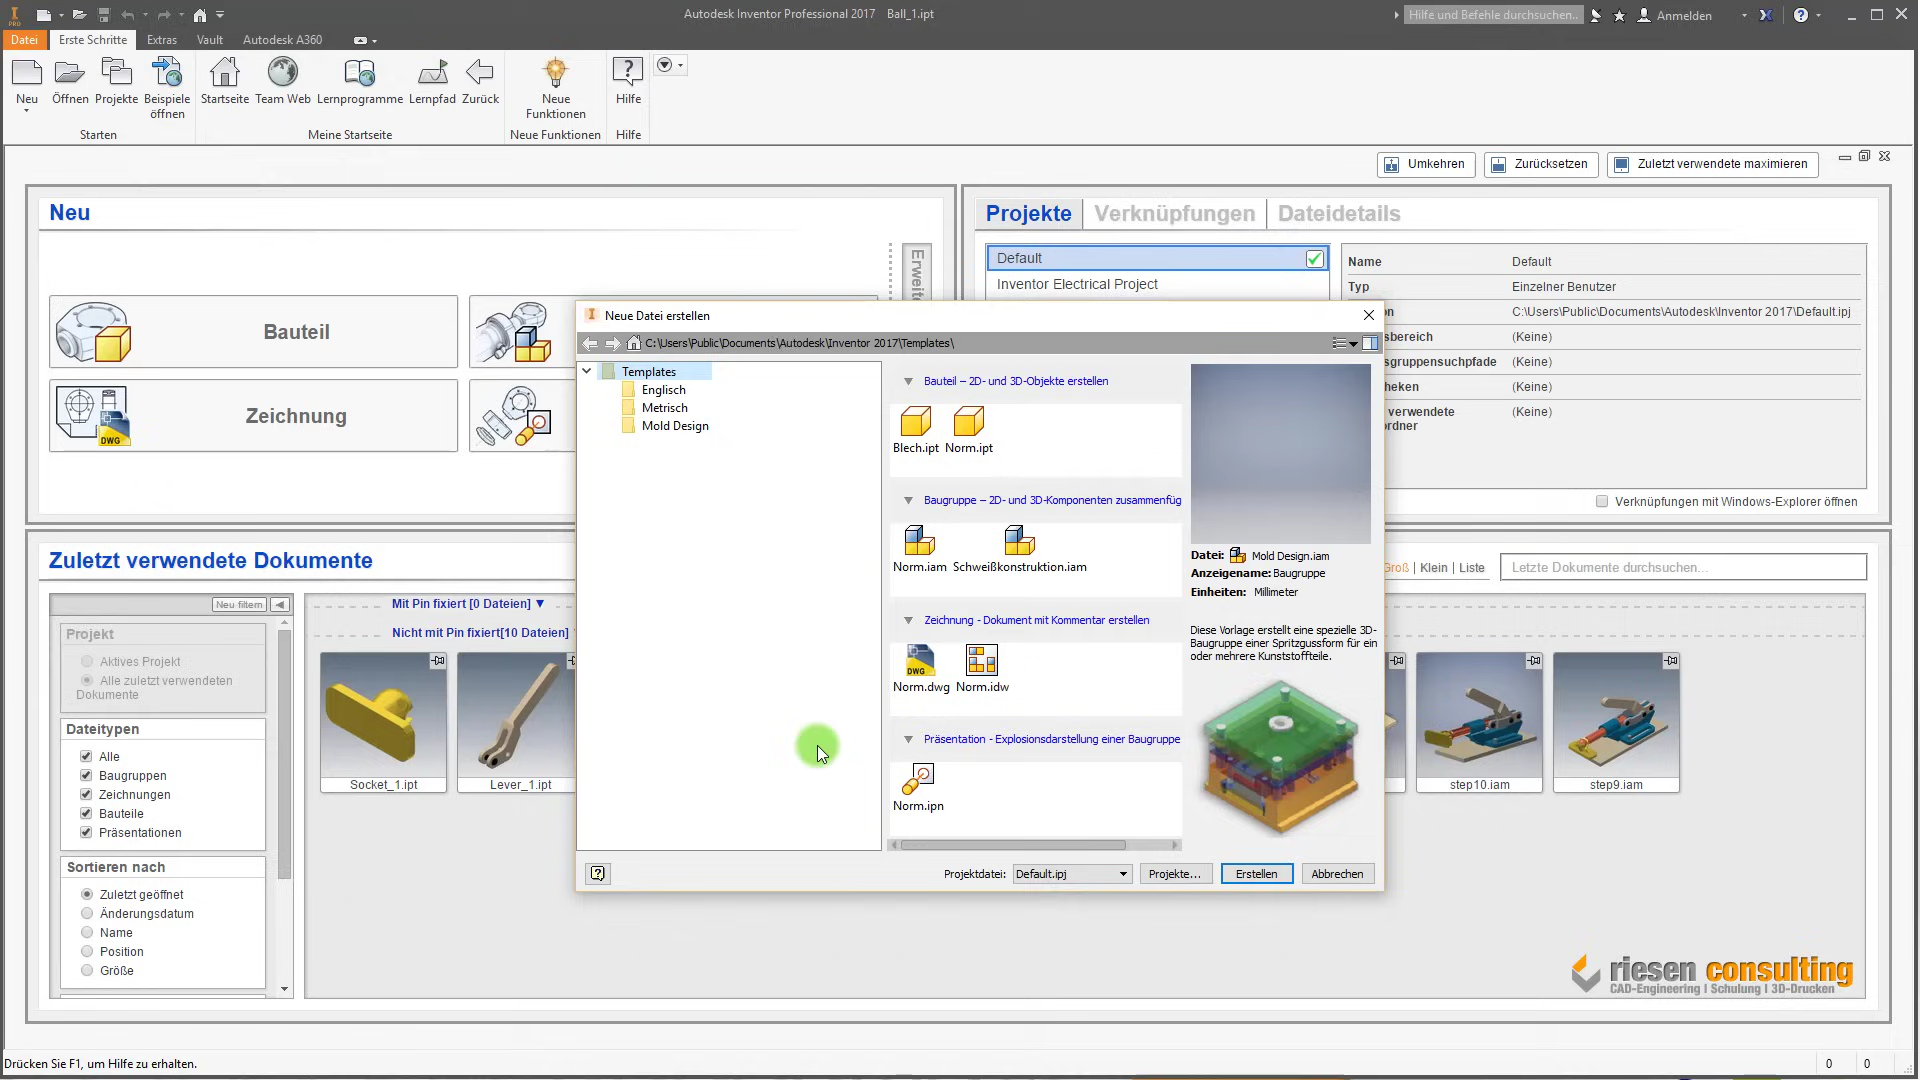 Autodesk Inventor Professional 2017 Ball_1.ipt
Hilfe und Befehle durchsuchen..
Anmelden
Datei
Erste Schritte
Extras
Vault
Autodesk A360
Neu
Öffnen
Projekte
Beispiele
öffnen
Startseite
Team Web
Lernprogramme
Lernpfad
Zurück
Neue
Funktionen
Hilfe
Starten
Meine Startseite
Neue Funktionen
Hilfe
Umkehren
Zurücksetzen
Zuletzt verwendete maximieren
Neu
Bauteil
Zeichnung
DWG
Erweite
Projekte
Verknüpfungen
Dateidetails
Default
Inventor Electrical Project
Name Default
Typ Einzelner Benutzer
C:\Users\Public\Documents\Autodesk\Inventor 2017\Default.ipj
sbereich (Keine)
sgruppensuchpfade (Keine)
heken (Keine)
verwendete (Keine)
rdner
Verknüpfungen mit Windows-Explorer öffnen
Neue Datei erstellen
C:\Users\Public\Documents\Autodesk\Inventor 2017\Templates\
Templates
Englisch
Metrisch
Mold Design
Bauteil – 2D- und 3D-Objekte erstellen
Blech.ipt
Norm.ipt
Baugruppe – 2D- und 3D-Komponenten zusammenfüg
Norm.iam
Schweißkonstruktion.iam
Zeichnung - Dokument mit Kommentar erstellen
DWG
Norm.dwg
Norm.idw
Präsentation - Explosionsdarstellung einer Baugruppe
Norm.ipn
Datei: Mold Design.iam
Anzeigename: Baugruppe
Einheiten: Millimeter
Diese Vorlage erstellt eine spezielle 3D-
Baugruppe einer Spritzgussform für ein
oder mehrere Kunststoffteile.
Projektdatei:
Default.ipj
Projekte...
Erstellen
Abbrechen
Zuletzt verwendete Dokumente
Groß | Klein | Liste
Letzte Dokumente durchsuchen...
Neu filtern
Projekt
Aktives Projekt
Alle zuletzt verwendeten
Dokumente
Dateitypen
Alle
Baugruppen
Zeichnungen
Bauteile
Präsentationen
Sortieren nach
Zuletzt geöffnet
Änderungsdatum
Name
Position
Größe
Mit Pin fixiert [0 Dateien]
Nicht mit Pin fixiert[10 Dateien]
Socket_1.ipt
Lever_1.ipt
step10.iam
step9.iam
riesen consulting
CAD-Engineering | Schulung | 3D-Drucken
Drücken Sie F1, um Hilfe zu erhalten.
0 0